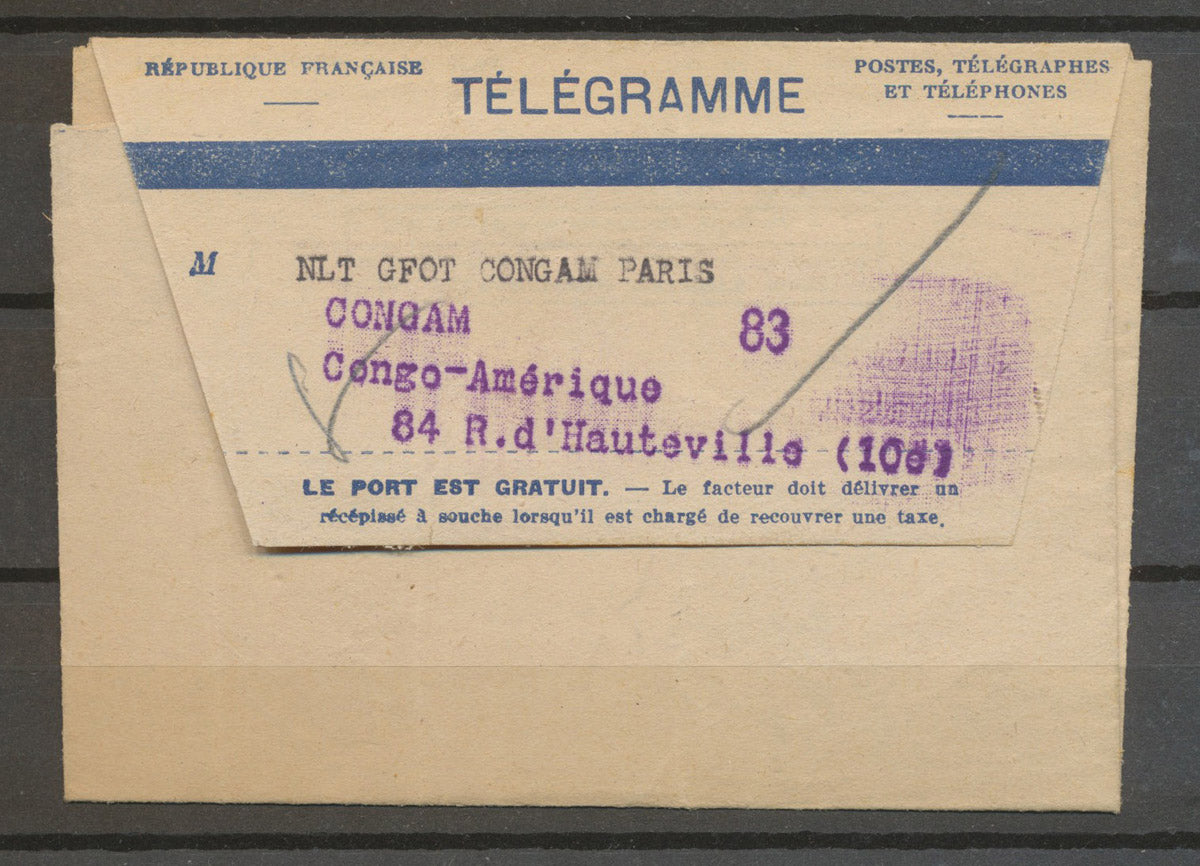 RÉPUBLIQUE FRANÇAISE
TÉLÉGRAMME
POSTES, TÉLÉGRAPHES
ET TÉLÉPHONES
M
NLT GFOT CONGAM PARIS
CONGAM
83
Congo-Amérique
84 R.d'Hauteville (10e)
LE PORT EST GRATUIT. — Le facteur doit délivrer un
récépissé à souche lorsqu'il est chargé de recouvrer une taxe.